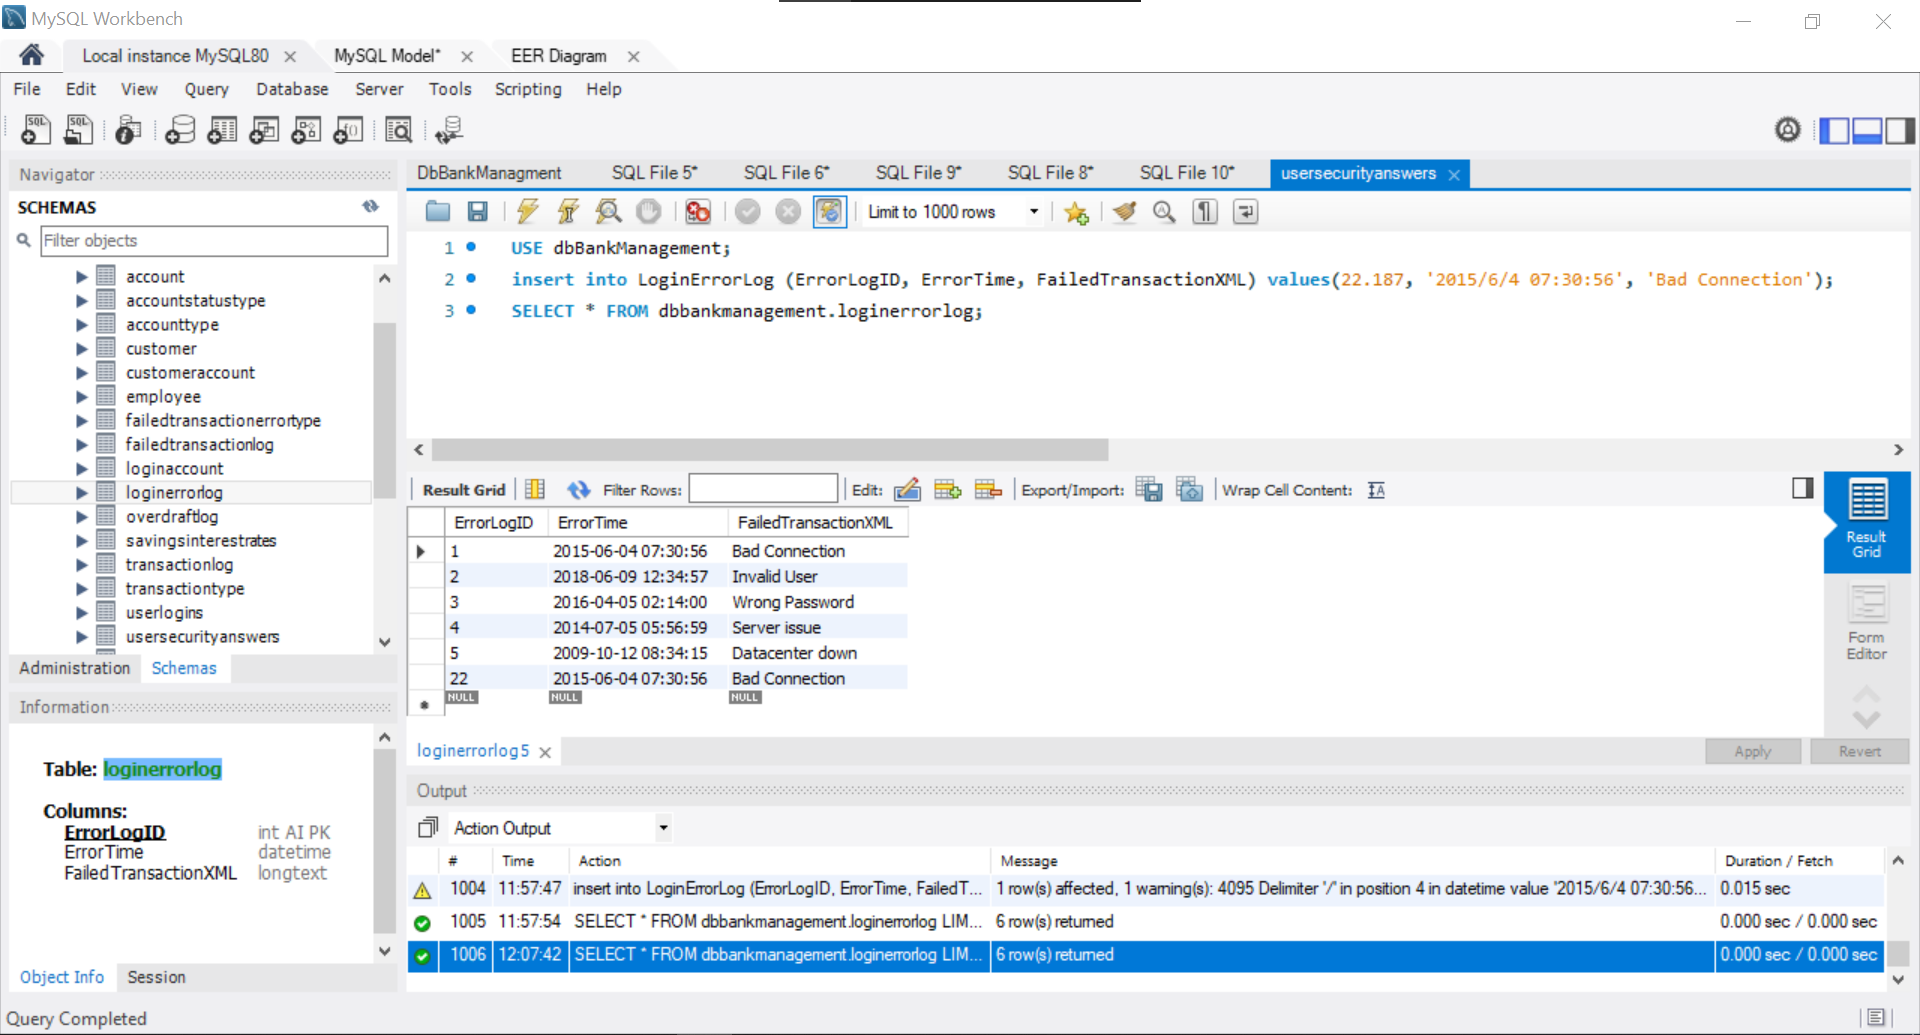 MySQL Workbench
Local instance MySQL80
MySQL Model*
EER Diagram
File Edit View Query Database Server Tools Scripting Help
Navigator
SCHEMAS
Filter objects
account
accountstatustype
accounttype
customer
customeraccount
employee
failedtransactionerrortype
failedtransactionlog
loginaccount
loginerrorlog
overdraftlog
savingsinterestrates
transactionlog
transactiontype
userlogins
usersecurityanswers
Administration Schemas
Information
Table: loginerrorlog
Columns:
ErrorLogID int AI PK
ErrorTime datetime
FailedTransactionXML longtext
Object Info Session
DbBankManagment SQL File 5* SQL File 6* SQL File 9* SQL File 8* SQL File 10* usersecurityanswers
Limit to 1000 rows
1 USE dbBankManagement;
2 insert into LoginErrorLog (ErrorLogID, ErrorTime, FailedTransactionXML) values(22.187, '2015/6/4 07:30:56', 'Bad Connection');
3 SELECT * FROM dbbankmanagement.loginerrorlog;
Result Grid Filter Rows: Edit: Export/Import: Wrap Cell Content:
ErrorLogID ErrorTime FailedTransactionXML
1 2015-06-04 07:30:56 Bad Connection
2 2018-06-09 12:34:57 Invalid User
3 2016-04-05 02:14:00 Wrong Password
4 2014-07-05 05:56:59 Server issue
5 2009-10-12 08:34:15 Datacenter down
22 2015-06-04 07:30:56 Bad Connection
NULL NULL NULL
Result
Grid
Form
Editor
loginerrorlog5
Apply Revert
Output
Action Output
# Time Action Message Duration / Fetch
1004 11:57:47 insert into LoginErrorLog (ErrorLogID, ErrorTime, FailedT... 1 row(s) affected, 1 warning(s): 4095 Delimiter '/' in position 4 in datetime value '2015/6/4 07:30:56... 0.015 sec
1005 11:57:54 SELECT * FROM dbbankmanagement.loginerrorlog LIM... 6 row(s) returned 0.000 sec / 0.000 sec
1006 12:07:42 SELECT * FROM dbbankmanagement.loginerrorlog LIM... 6 row(s) returned 0.000 sec / 0.000 sec
Query Completed